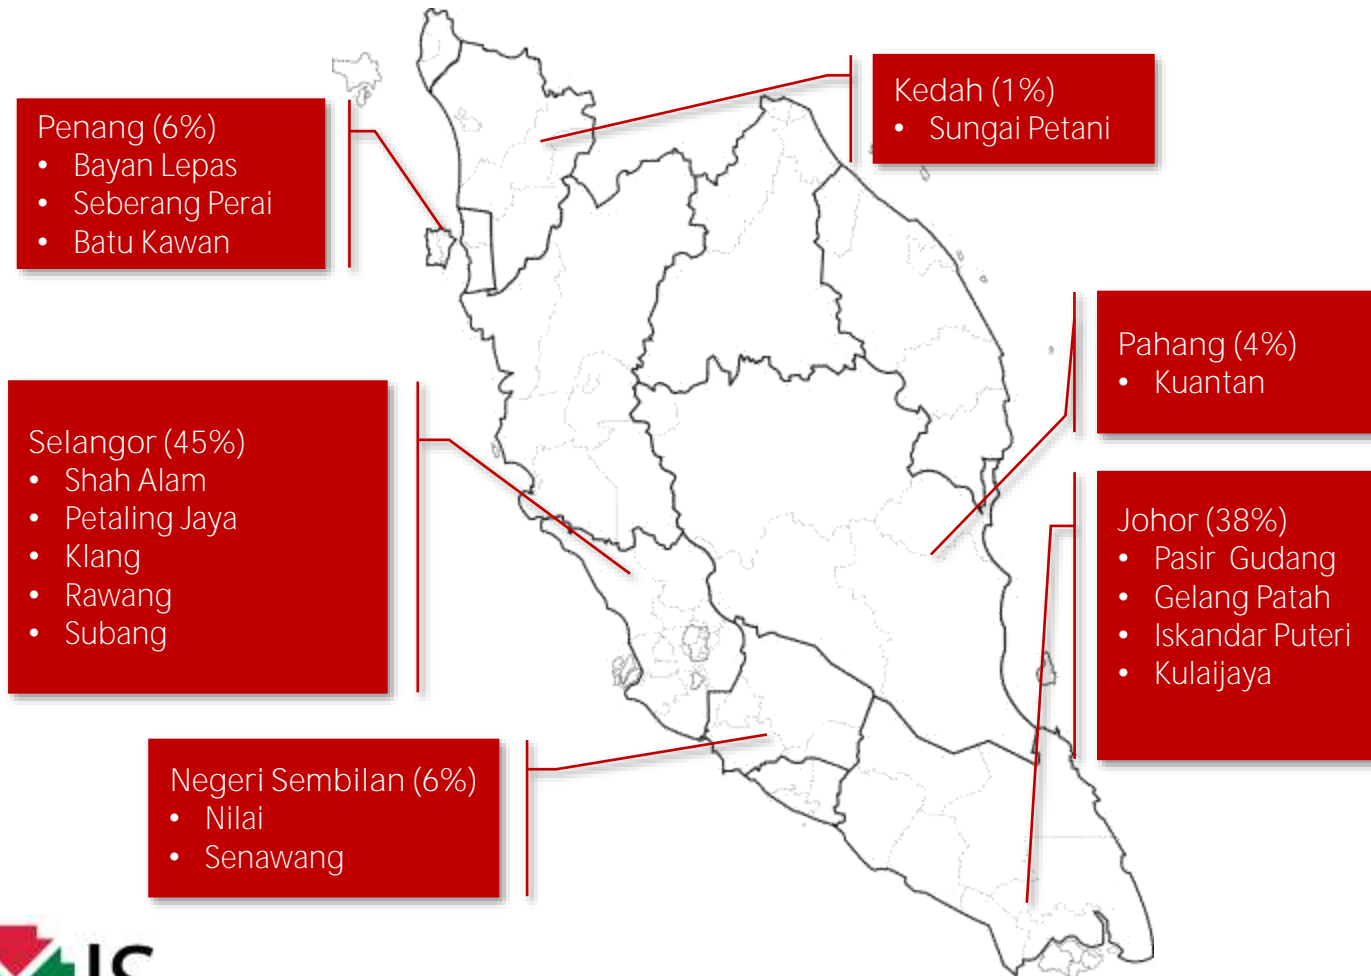 Kedah (1%)
• Sungai Petani
Penang (6%)
• Bayan Lepas
• Seberang Perai
• Batu Kawan
Pahang (4%)
• Kuantan
Selangor (45%)
• Shah Alam
• Petaling Jaya
• Klang
• Rawang
• Subang
Johor (38%)
• Pasir Gudang
• Gelang Patah
• Iskandar Puteri
• Kulaijaya
Negeri Sembilan (6%)
• Nilai
• Senawang
IS